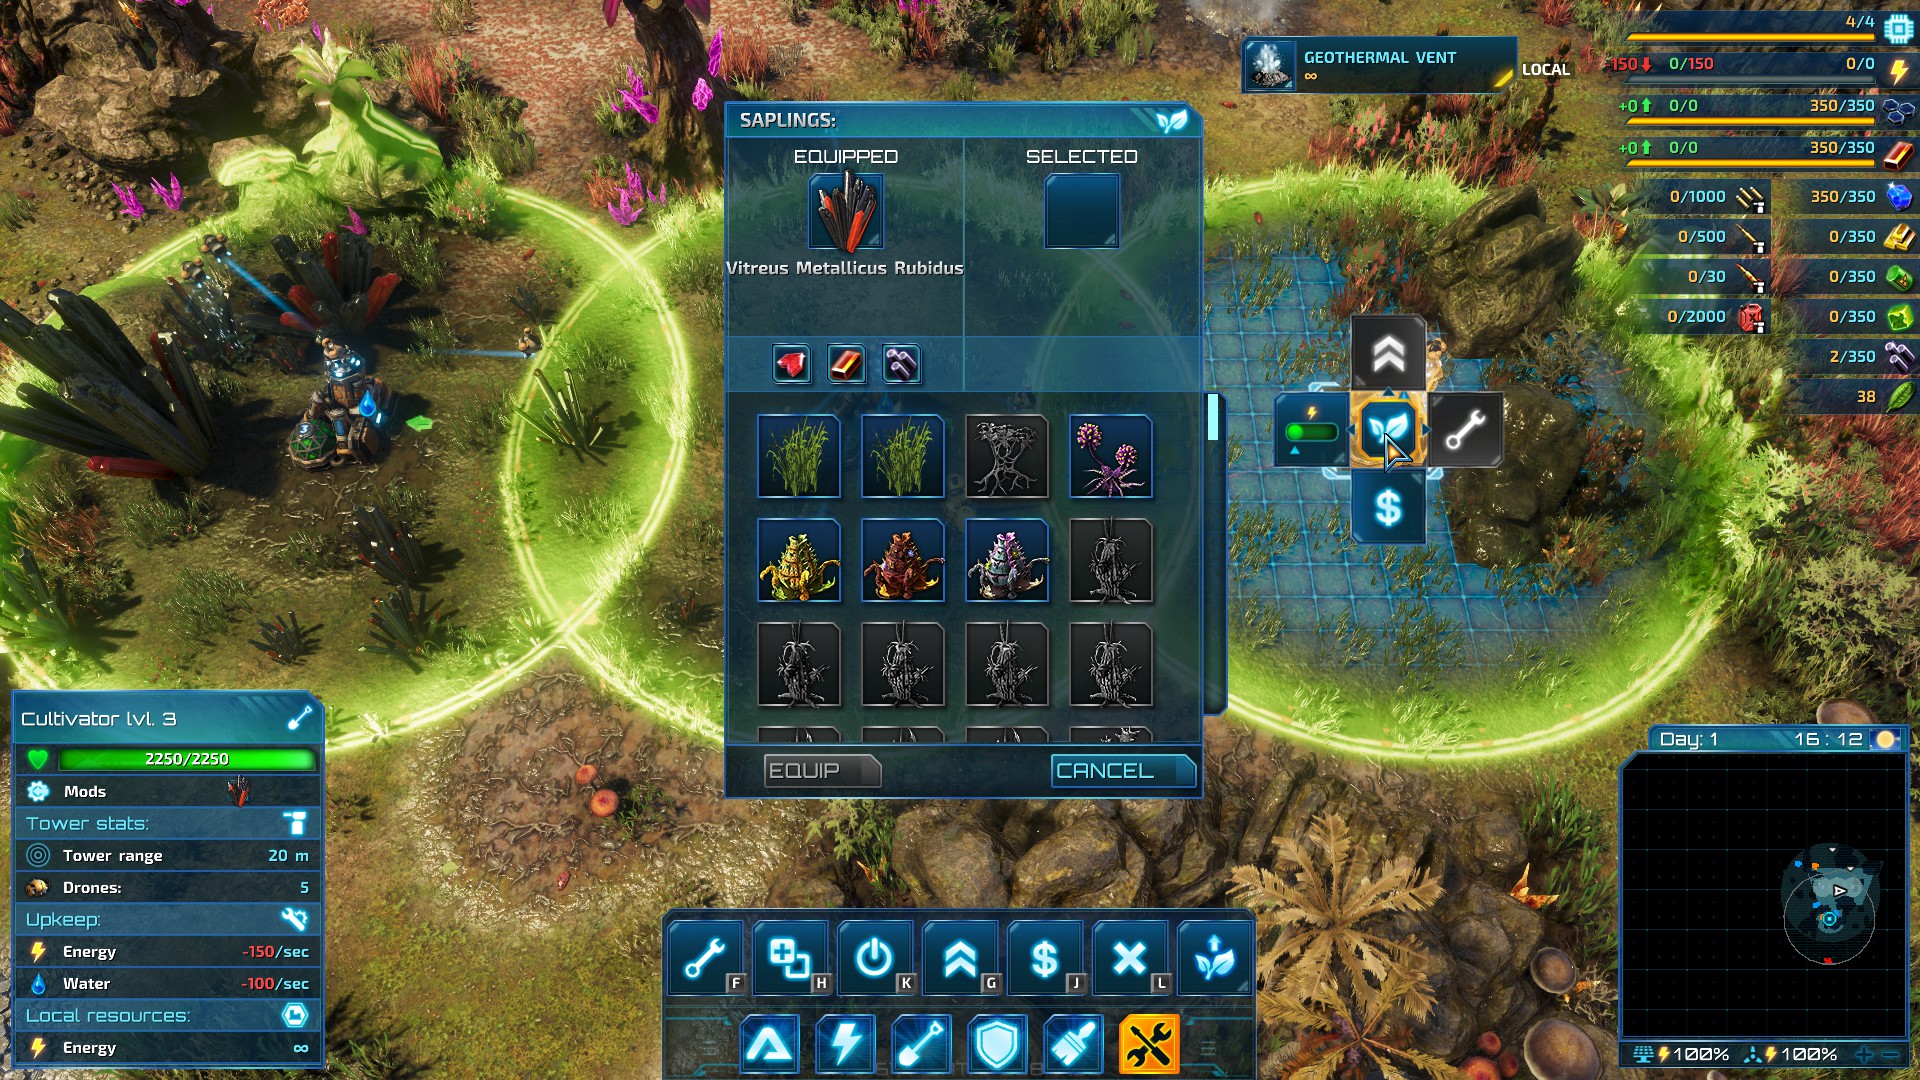 4/4
-150 0/150 0/0
+0 0/0 350/350
+0 0/0 350/350
0/1000 350/350
0/500 0/350
0/30 0/350
0/2000 0/350
2/350
38
GEOTHERMAL VENT
∞
LOCAL
SAPLINGS:
EQUIPPED SELECTED
Vitreus Metallicus Rubidus
EQUIP CANCEL
$
3
Cultivator lvl. 3
2250/2250
Mods
Tower stats:
Tower range 20 m
Drones: 5
Upkeep:
Energy -150/sec
Water -100/sec
Local resources:
Energy ∞
F H K G $ J L
Day: 1 16:12
100% 100%